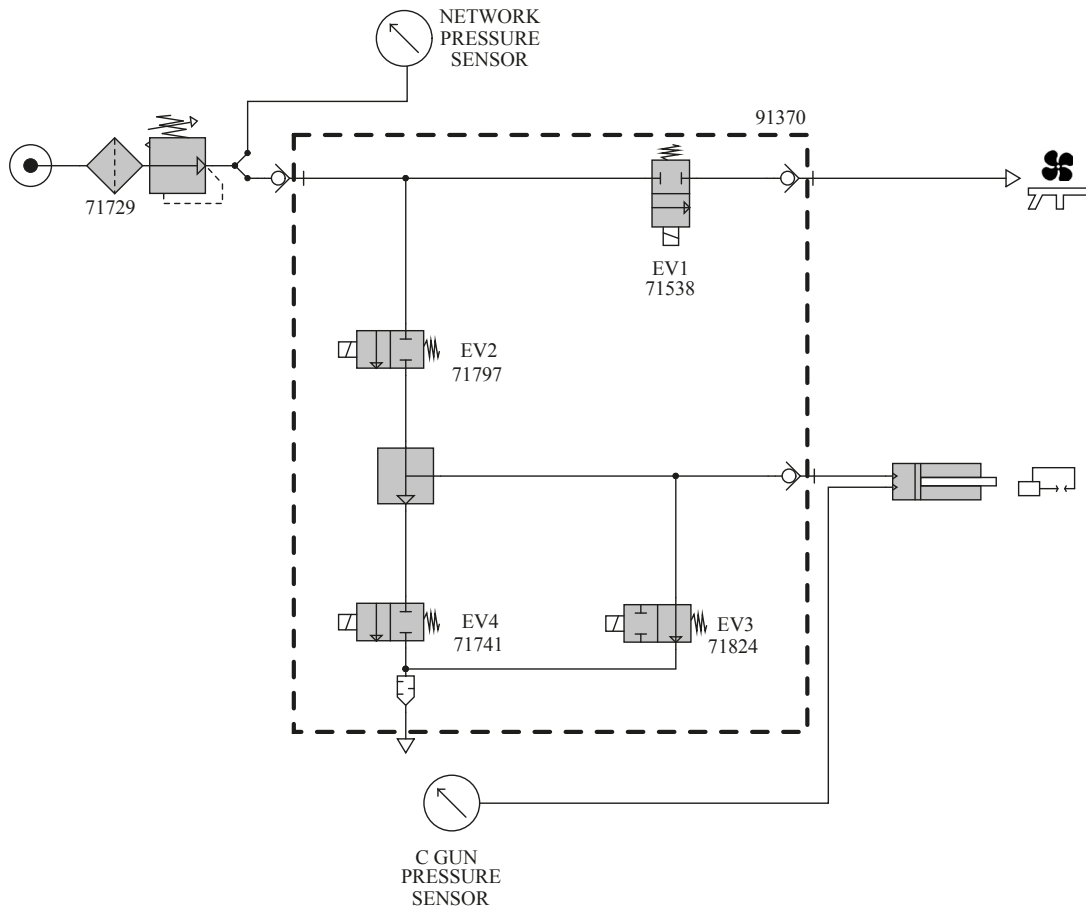 NETWORK
PRESSURE
SENSOR
91370
71729
EV1
71538
EV2
71797
EV4
71741
EV3
71824
C GUN
PRESSURE
SENSOR